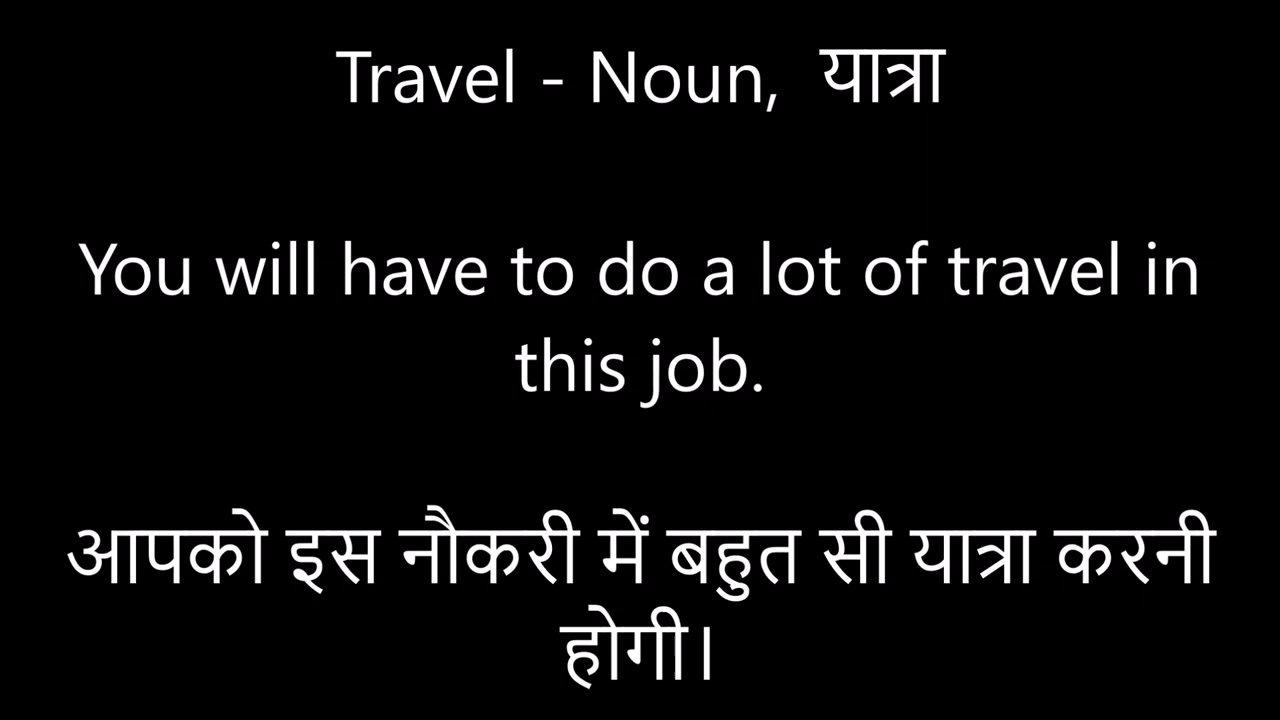 Travel - Noun, यात्रा
You will have to do a lot of travel in
this job.
आपको इस नौकरी में बहुत सी यात्रा करनी
होगी।